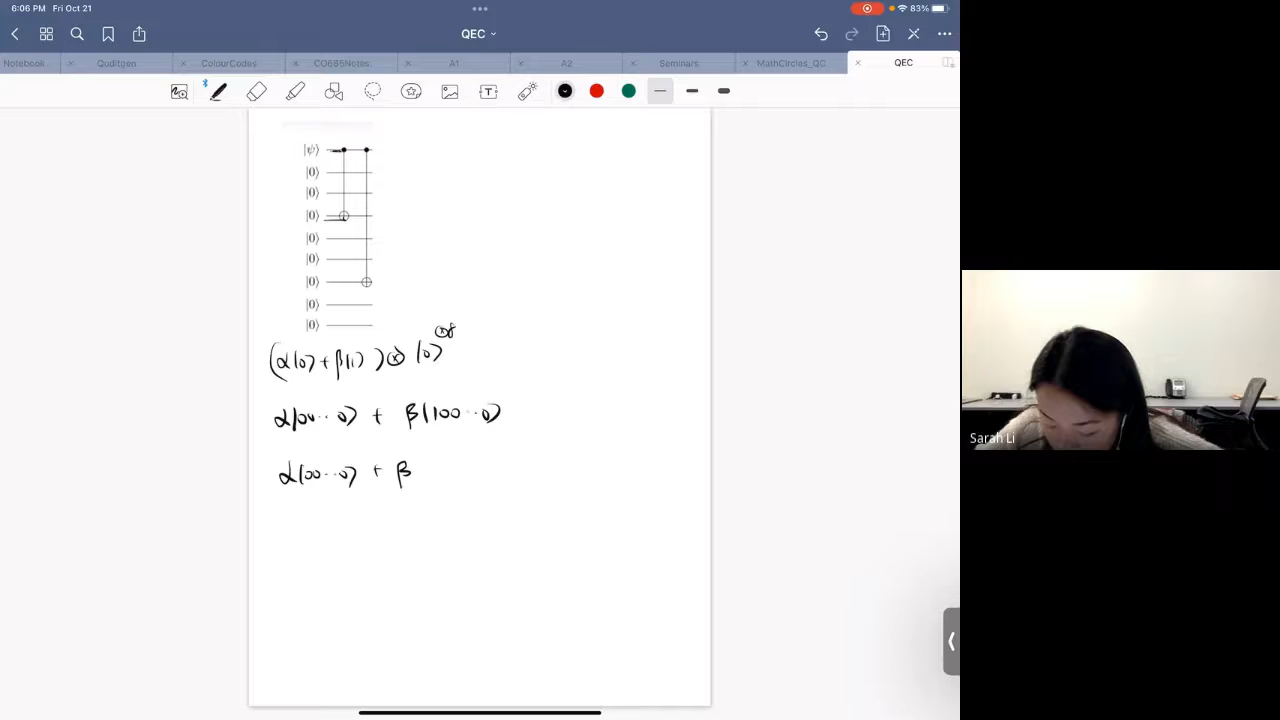 6:06 PM Fri Oct 21
83%
QEC
Notebook
Quditgen
ColourCodes
CO685Notes
A1
A2
Seminars
MathCircles_QC
QEC
T
|ψ⟩
|0⟩
|0⟩
|0⟩
|0⟩
|0⟩
|0⟩
|0⟩
|0⟩
(α|0⟩ + β|1⟩) ⊗ |0⟩^⊗8
α|00...0⟩ + β|100...0⟩
α|00...0⟩ + β
Sarah Li